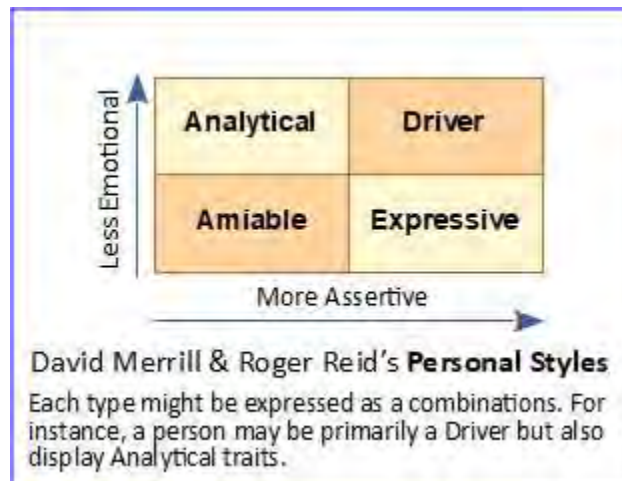 Less Emotional
Analytical
Driver
Amiable
Expressive
More Assertive
David Merrill & Roger Reid's Personal Styles
Each type might be expressed as a combinations. For
instance, a person may be primarily a Driver but also
display Analytical traits.